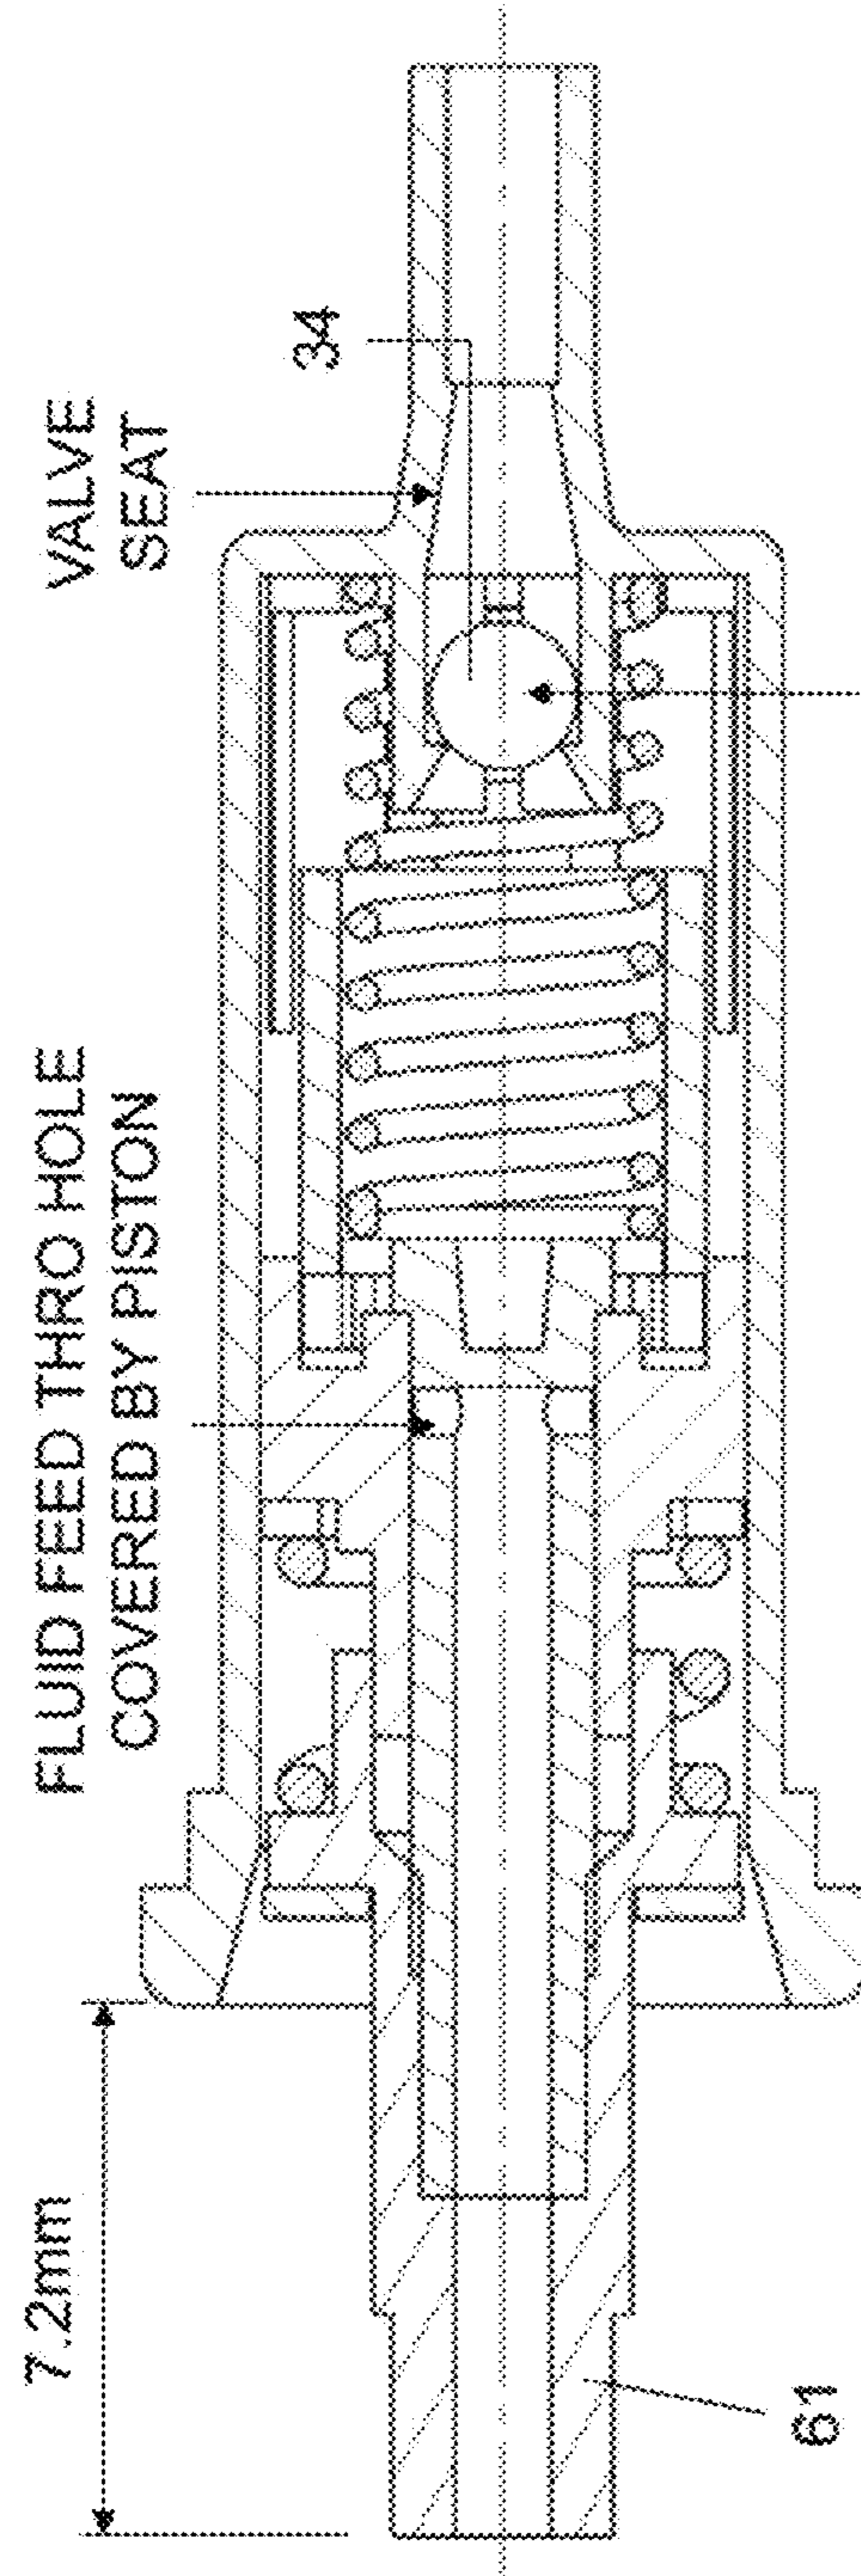 VALVE
SEAT
34
FLUID FEED THRO HOLE
COVERED BY PISTON
7.2mm
61